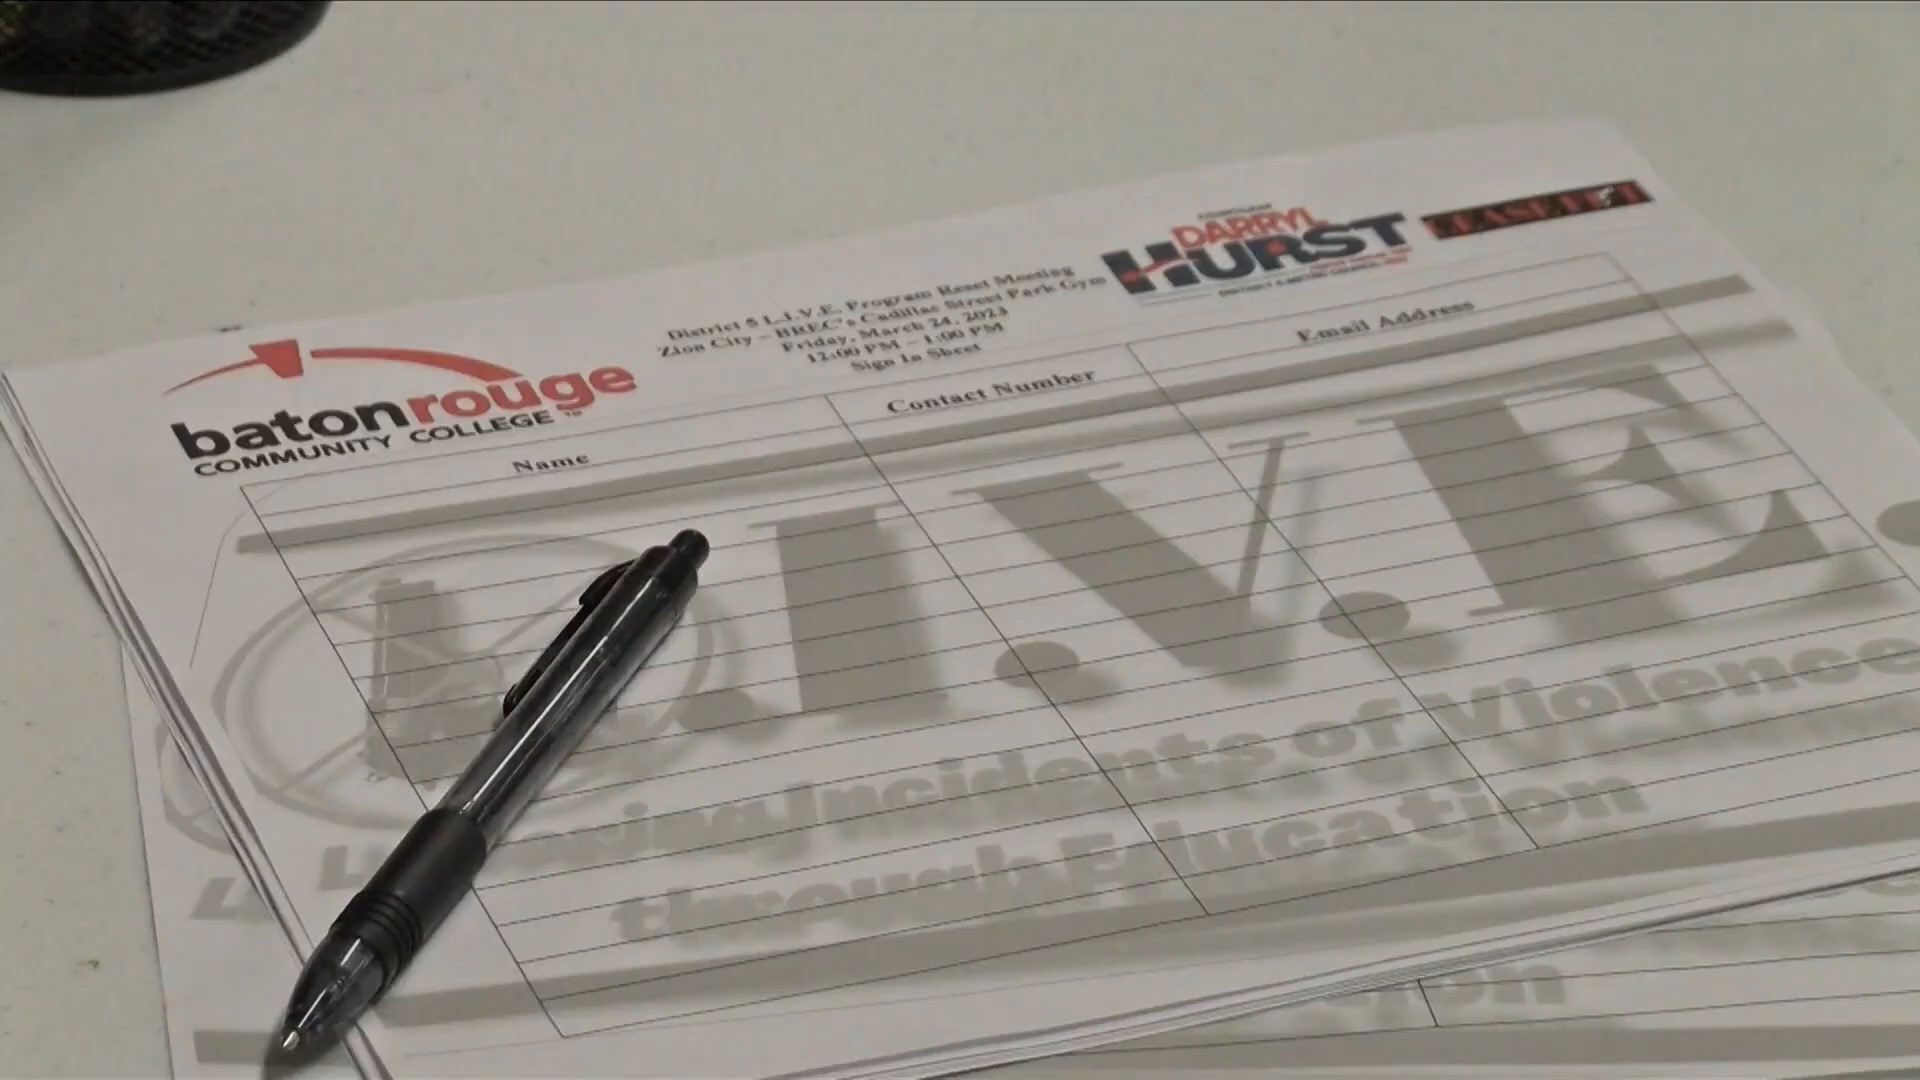 batonrouge
COMMUNITY COLLEGE ™
District 5 L.I.V.E. Program Reset Meeting
Zion City – BREC's Cadillac Street Park Gym
Friday, March 24, 2023
12:00 PM – 1:00 PM
Sign In Sheet
DARRYL
HURST
Name
Contact Number
Email Address
L.I.V.E.
Incidents of Violence
through Education